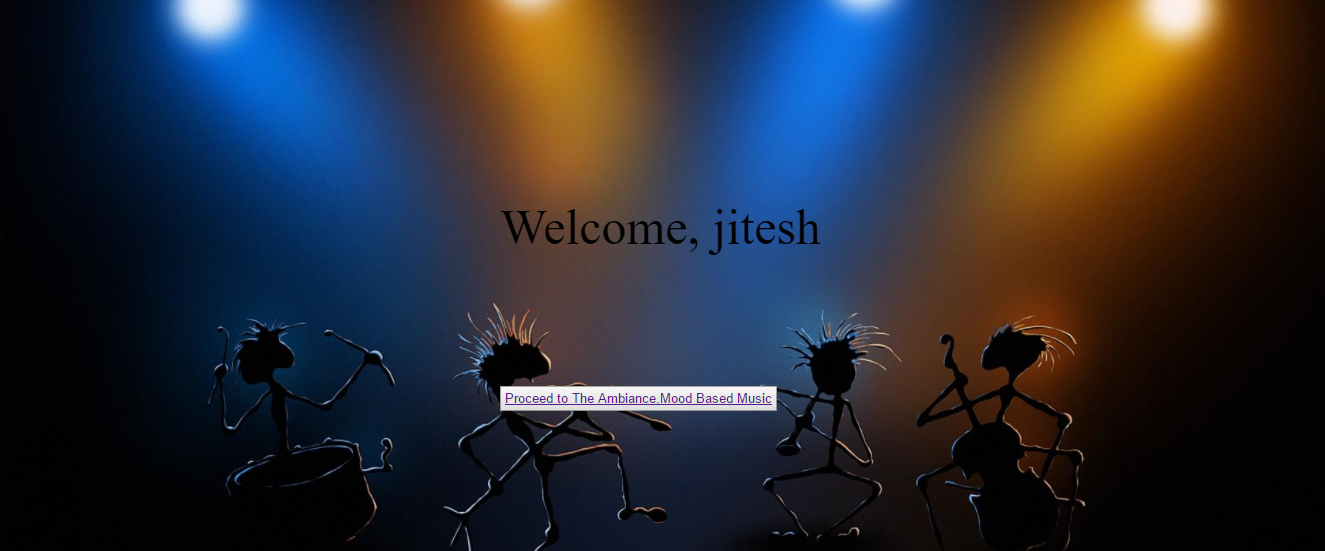 Welcome, jitesh
Proceed to The Ambiance,Mood Based Music